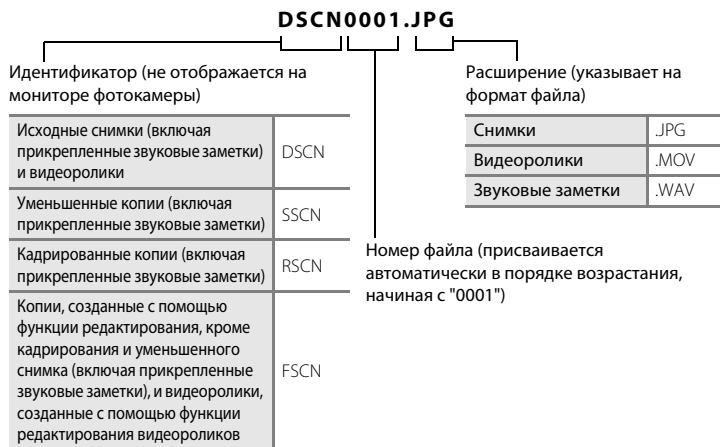 DSCN0001.JPG
Идентификатор (не отображается на
мониторе фотокамеры)
Исходные снимки (включая
прикрепленные звуковые заметки)
и видеоролики
DSCN
Уменьшенные копии (включая
прикрепленные звуковые заметки)
SSCN
Кадрированные копии (включая
прикрепленные звуковые заметки)
RSCN
Копии, созданные с помощью
функции редактирования, кроме
кадрирования и уменьшенного
снимка (включая прикрепленные
звуковые заметки), и видеоролики,
созданные с помощью функции
редактирования видеороликов
FSCN
Расширение (указывает на
формат файла)
Снимки .JPG
Видеоролики .MOV
Звуковые заметки .WAV
Номер файла (присваивается
автоматически в порядке возрастания,
начиная с "0001")